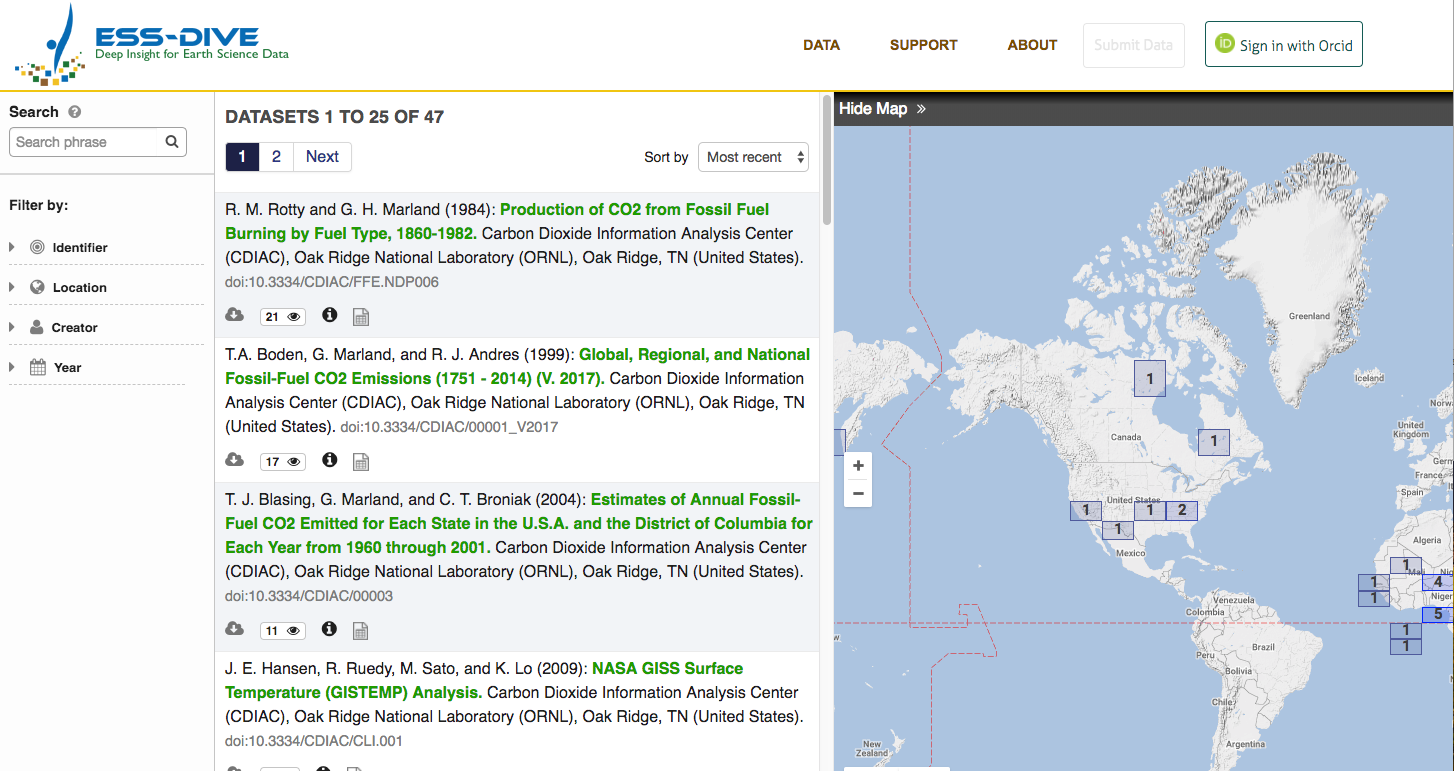 ESS-DIVE
Deep Insight for Earth Science Data
DATA
SUPPORT
ABOUT
Submit Data
iD Sign in with Orcid
Search ?
Search phrase
Filter by:
Identifier
Location
Creator
Year
DATASETS 1 TO 25 OF 47
1 2 Next
Sort by Most recent
R. M. Rotty and G. H. Marland (1984): Production of CO2 from Fossil Fuel
Burning by Fuel Type, 1860-1982. Carbon Dioxide Information Analysis Center
(CDIAC), Oak Ridge National Laboratory (ORNL), Oak Ridge, TN (United States).
doi:10.3334/CDIAC/FFE.NDP006
21
T.A. Boden, G. Marland, and R. J. Andres (1999): Global, Regional, and National
Fossil-Fuel CO2 Emissions (1751 - 2014) (V. 2017). Carbon Dioxide Information
Analysis Center (CDIAC), Oak Ridge National Laboratory (ORNL), Oak Ridge, TN
(United States). doi:10.3334/CDIAC/00001_V2017
17
T. J. Blasing, G. Marland, and C. T. Broniak (2004): Estimates of Annual Fossil-
Fuel CO2 Emitted for Each State in the U.S.A. and the District of Columbia for
Each Year from 1960 through 2001. Carbon Dioxide Information Analysis Center
(CDIAC), Oak Ridge National Laboratory (ORNL), Oak Ridge, TN (United States).
doi:10.3334/CDIAC/00003
11
J. E. Hansen, R. Ruedy, M. Sato, and K. Lo (2009): NASA GISS Surface
Temperature (GISTEMP) Analysis. Carbon Dioxide Information Analysis Center
(CDIAC), Oak Ridge National Laboratory (ORNL), Oak Ridge, TN (United States).
doi:10.3334/CDIAC/CLI.001
Hide Map »
Greenland
Iceland
1
Norw
Canada
1
United
Kingdom
+
−
Germ
France
Spain
United States
1
1
2
1
Mexico
Algeria
1
Mali
Nig
1
4
1
Niger
5
Venezuela
Colombia
1
1
Brazil
Peru
Bolivia
Chile
New
Zealand
Argentina